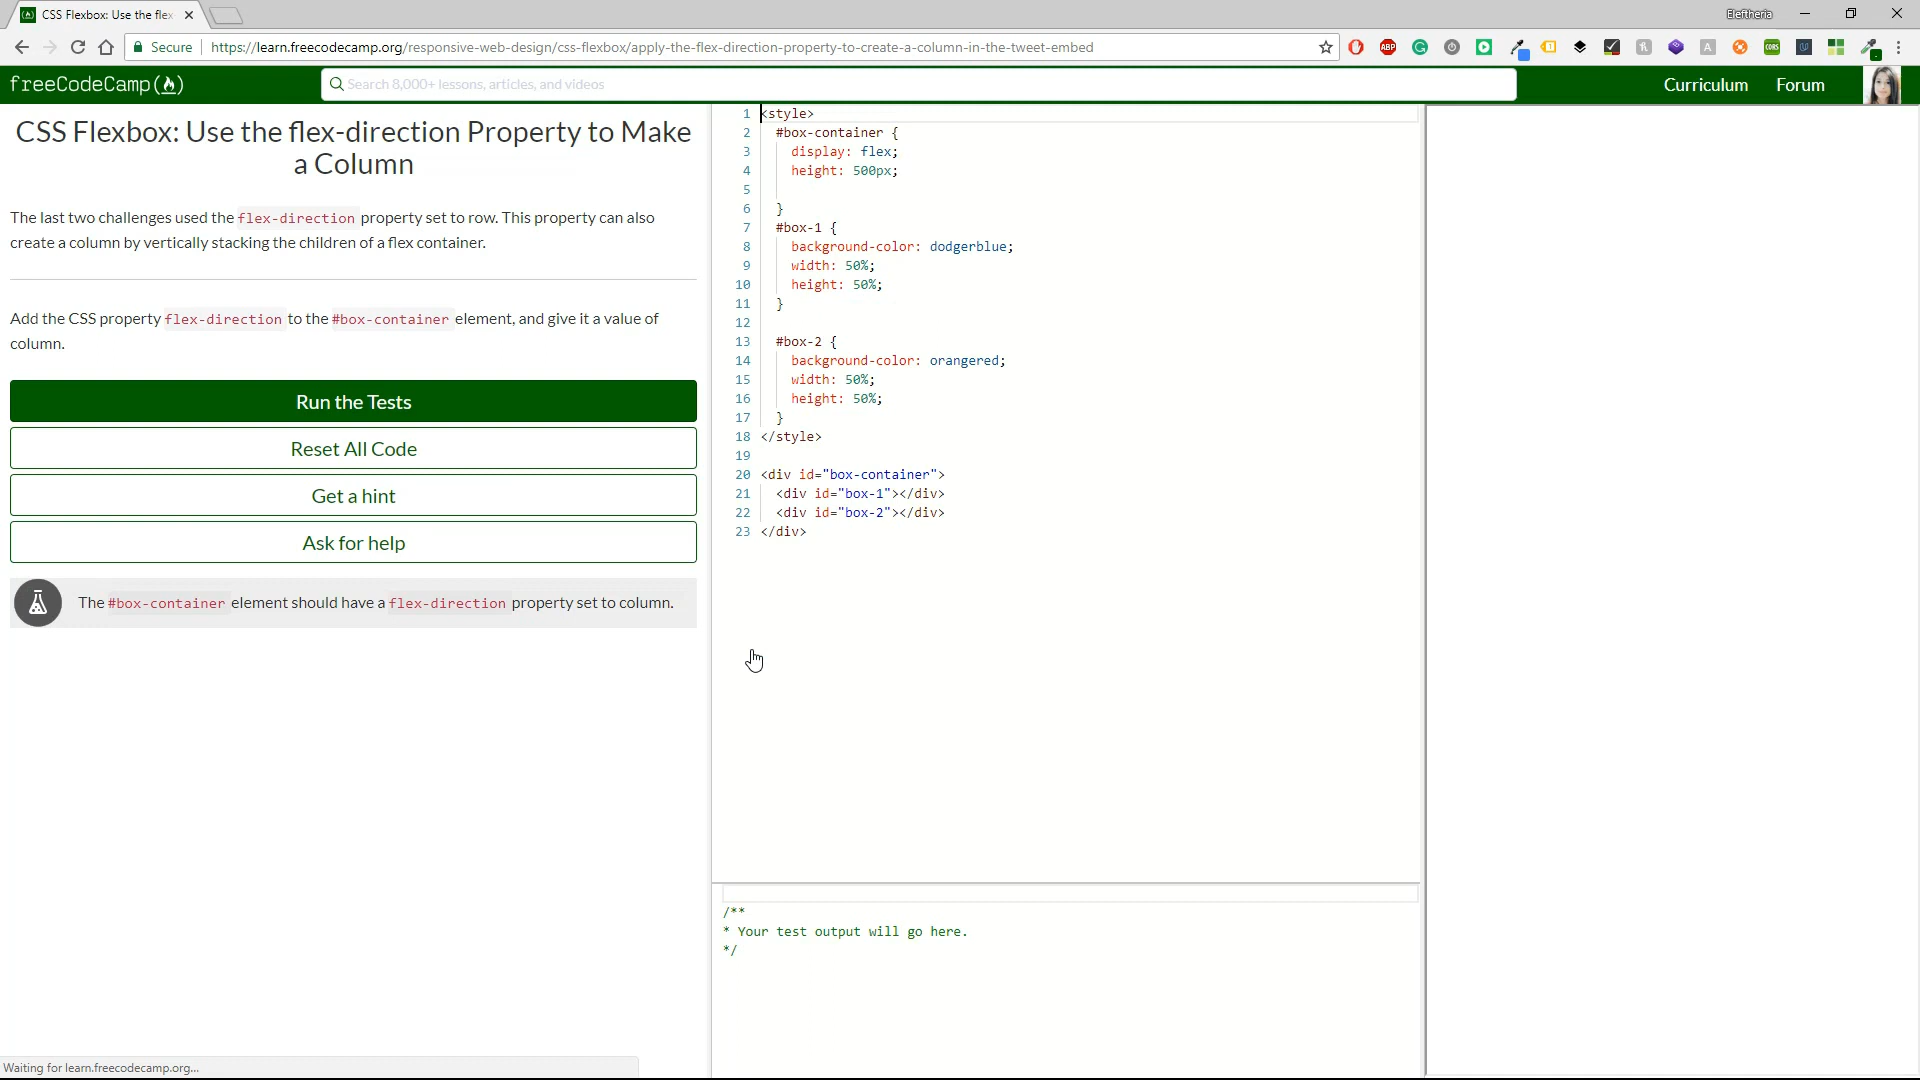 CSS Flexbox: Use the flex
Eleftheria
Secure
https://learn.freecodecamp.org/responsive-web-design/css-flexbox/apply-the-flex-direction-property-to-create-a-column-in-the-tweet-embed
ABP
CORS
freeCodeCamp
Search 8,000+ lessons, articles, and videos
Curriculum
Forum
CSS Flexbox: Use the flex-direction Property to Make
a Column
The last two challenges used the flex-direction property set to row. This property can also
create a column by vertically stacking the children of a flex container.
Add the CSS property flex-direction to the #box-container element, and give it a value of
column.
Run the Tests
Reset All Code
Get a hint
Ask for help
The #box-container element should have a flex-direction property set to column.
1 <style>
2 #box-container {
3 display: flex;
4 height: 500px;
5
6 }
7 #box-1 {
8 background-color: dodgerblue;
9 width: 50%;
10 height: 50%;
11 }
12
13 #box-2 {
14 background-color: orangered;
15 width: 50%;
16 height: 50%;
17 }
18 </style>
19
20 <div id="box-container">
21 <div id="box-1"></div>
22 <div id="box-2"></div>
23 </div>
/**
* Your test output will go here.
*/
Waiting for learn.freecodecamp.org...